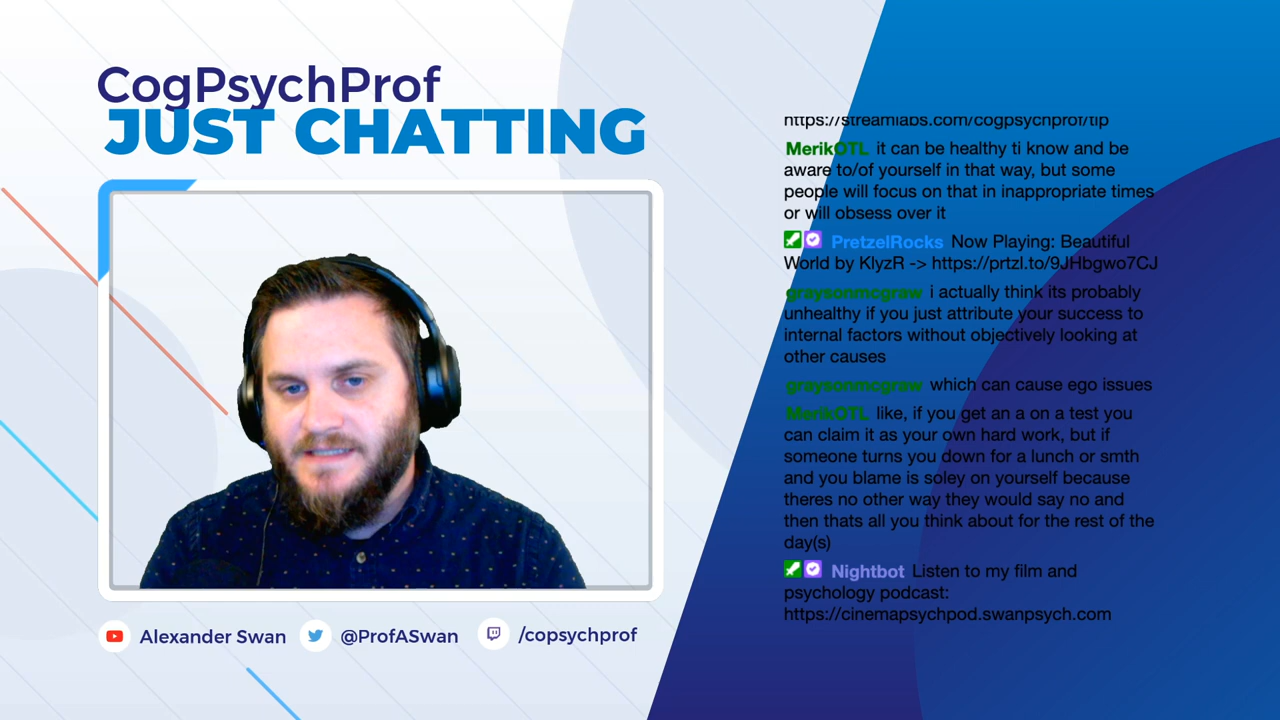 CogPsychProf
JUST CHATTING
Alexander Swan
@ProfASwan
/copsychprof
https://streamlabs.com/cogpsychprof/tip
MerikOTL it can be healthy ti know and be
aware to/of yourself in that way, but some
people will focus on that in inappropriate times
or will obsess over it
PretzelRocks Now Playing: Beautiful
World by KlyzR -> https://prtzl.to/9JHbgwo7CJ
graysonmcgraw i actually think its probably
unhealthy if you just attribute your success to
internal factors without objectively looking at
other causes
graysonmcgraw which can cause ego issues
MerikOTL like, if you get an a on a test you
can claim it as your own hard work, but if
someone turns you down for a lunch or smth
and you blame is soley on yourself because
theres no other way they would say no and
then thats all you think about for the rest of the
day(s)
Nightbot Listen to my film and
psychology podcast:
https://cinemapsychpod.swanpsych.com